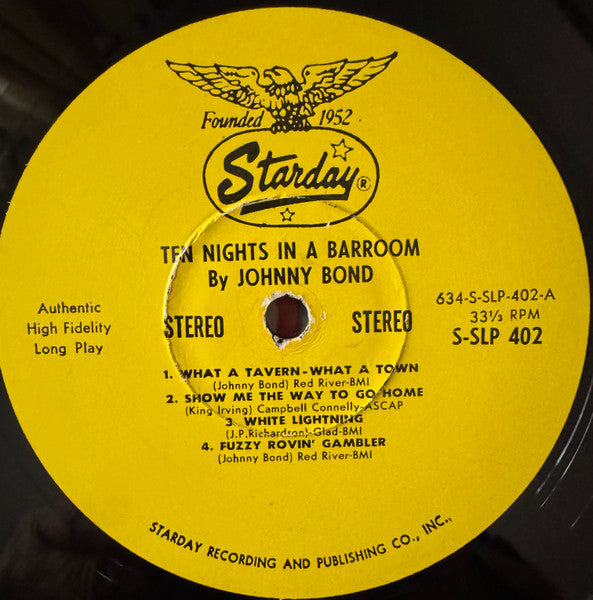 Founded 1952
Starday®
TEN NIGHTS IN A BARROOM
By JOHNNY BOND
Authentic
High Fidelity
Long Play
STEREO STEREO
634-S-SLP-402-A
33⅓ RPM
S-SLP 402
1. WHAT A TAVERN-WHAT A TOWN
(Johnny Bond) Red River-BMI
2. SHOW ME THE WAY TO GO HOME
(King Irving) Campbell Connelly-ASCAP
3. WHITE LIGHTNING
(J.P.Richardson) Glad-BMI
4. FUZZY ROVIN' GAMBLER
(Johnny Bond) Red River-BMI
STARDAY RECORDING AND PUBLISHING CO., INC.,